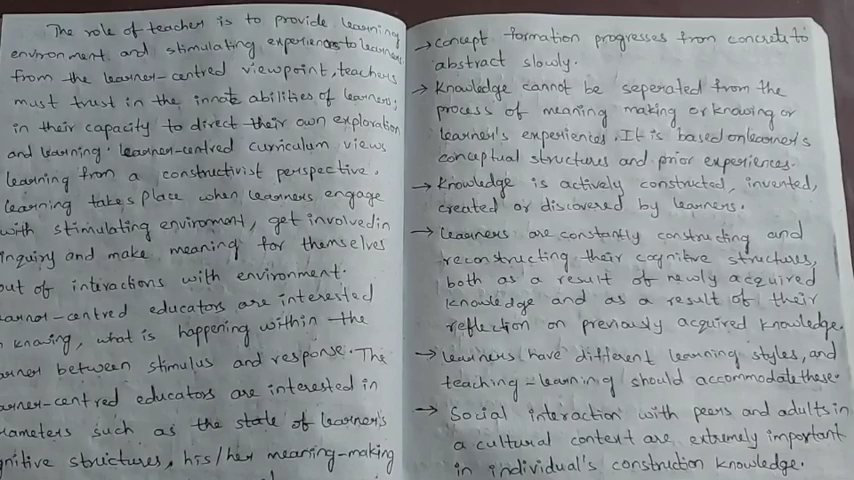 The role of teacher is to provide learning
environment and stimulating experiences to learners
from the learner-centred viewpoint, teachers
must trust in the innate abilities of learners;
in their capacity to direct their own exploration
and learning. learner-centred curriculum views
learning from a constructivist perspective.
learning takes place when learners engage
with stimulating environment, get involved in
inquiry and make meaning for themselves
out of interactions with environment.
centred educators are interested
knowing, what is happening within the
between stimulus and response. The
centred educators are interested in
such as the state of learner's
structures, his/her meaning-making
→ concept formation progresses from concrete to
abstract slowly.
→ Knowledge cannot be seperated from the
process of meaning making or knowing or
learner's experiences. It is based on learner's
conceptual structures and prior experiences.
→ Knowledge is actively constructed, invented,
created or discovered by learners.
→ Learners are constantly constructing and
reconstructing their cognitive structures,
both as a result of newly acquired
knowledge and as a result of their
reflection on previously acquired knowledge.
→ Learners have different learning styles, and
teaching-learning should accommodate these.
→ Social interaction with peers and adults in
a cultural context are extremely important
in individual's construction knowledge.